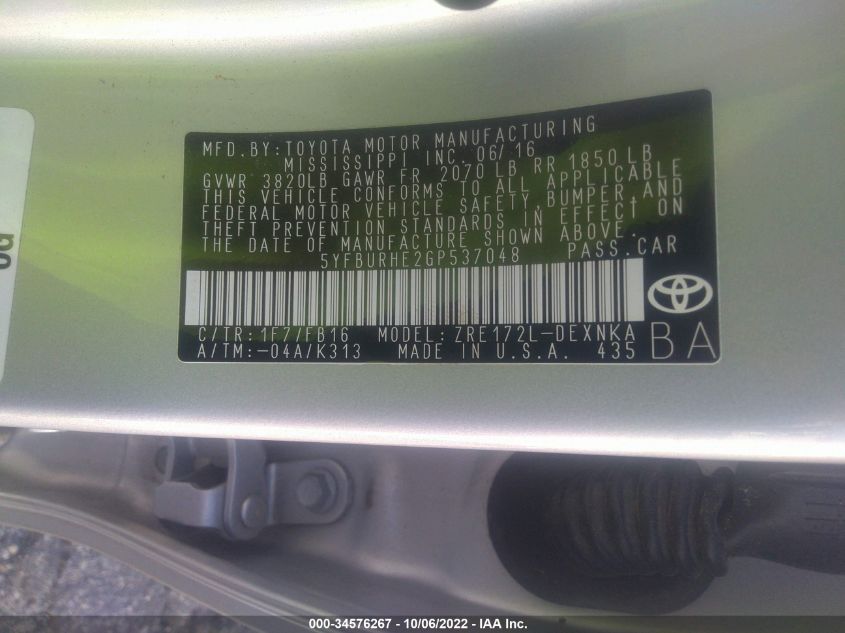 MFD. BY: TOYOTA MOTOR MANUFACTURING
MISSISSIPPI INC. 06/16
GVWR 3820LB GAWR FR 2070 LB RR 1850 LB
THIS VEHICLE CONFORMS TO ALL APPLICABLE
FEDERAL MOTOR VEHICLE SAFETY, BUMPER, AND
THEFT PREVENTION STANDARDS IN EFFECT ON
THE DATE OF MANUFACTURE SHOWN ABOVE.
5YFBURHE2GP537048 PASS. CAR
C/TR: 1F7/FB16 MODEL: ZRE172L-DEXNKA
A/TM: -04A/K313 MADE IN U.S.A. 435 BA
000-34576267 - 10/06/2022 - IAA Inc.